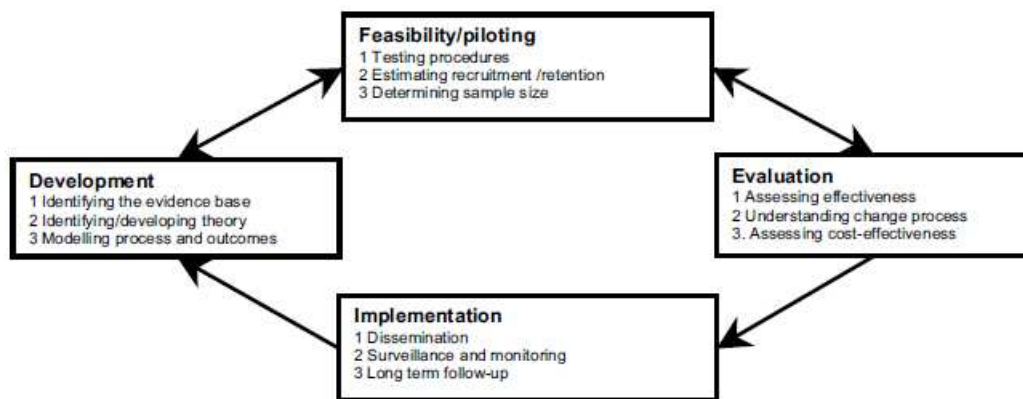 Feasibility/piloting
1 Testing procedures
2 Estimating recruitment /retention
3 Determining sample size
Development
1 Identifying the evidence base
2 Identifying/developing theory
3 Modelling process and outcomes
Evaluation
1 Assessing effectiveness
2 Understanding change process
3. Assessing cost-effectiveness
Implementation
1 Dissemination
2 Surveillance and monitoring
3 Long term follow-up